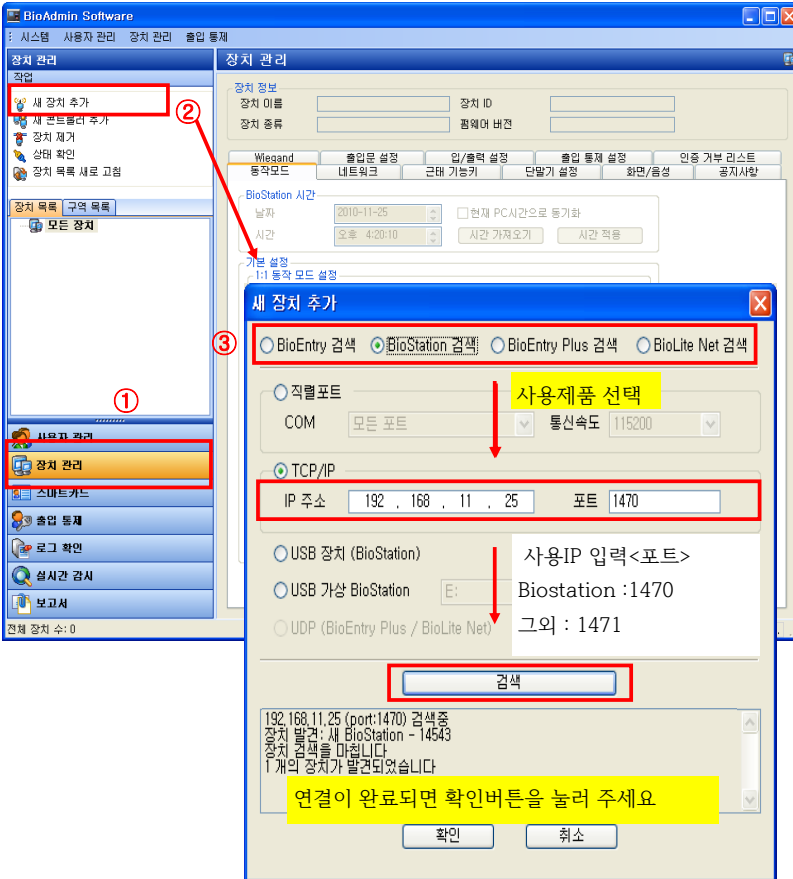 BioAdmin Software
시스템 사용자 관리 장치 관리 출입 통제
장치 관리
작업
새 장치 추가
새 콘트롤러 추가
장치 제거
상태 확인
장치 목록 새로 고침
장치 목록 구역 목록
모든 장치
①
사용자 관리
장치 관리
스마트카드
출입 통제
로그 확인
실시간 감시
보고서
전체 장치 수: 0
②
장치 관리
장치 정보
장치 이름 장치 ID
장치 종류 펌웨어 버전
Wiegand 출입문 설정 입/출력 설정 출입 통제 설정 인증 거부 리스트
동작모드 네트워크 근태 기능키 단말기 설정 화면/음성 공지사항
BioStation 시간
날짜 2010-11-25 현재 PC시간으로 동기화
시간 오후 4:20:10 시간 가져오기 시간 적용
기본 설정
1:1 동작 모드 설정
새 장치 추가
③
BioEntry 검색 BioStation 검색 BioEntry Plus 검색 BioLite Net 검색
사용제품 선택
직렬포트
COM 모든 포트 통신속도 115200
TCP/IP
IP 주소 192 . 168 . 11 . 25 포트 1470
USB 장치 (BioStation)
USB 가상 BioStation E:
UDP (BioEntry Plus / BioLite Net)
사용IP 입력<포트>
Biostation :1470
그외 : 1471
검색
192.168.11.25 (port:1470) 검색중
장치 발견: 새 BioStation - 14543
장치 검색을 마칩니다
1 개의 장치가 발견되었습니다
연결이 완료되면 확인버튼을 눌러 주세요
확인 취소